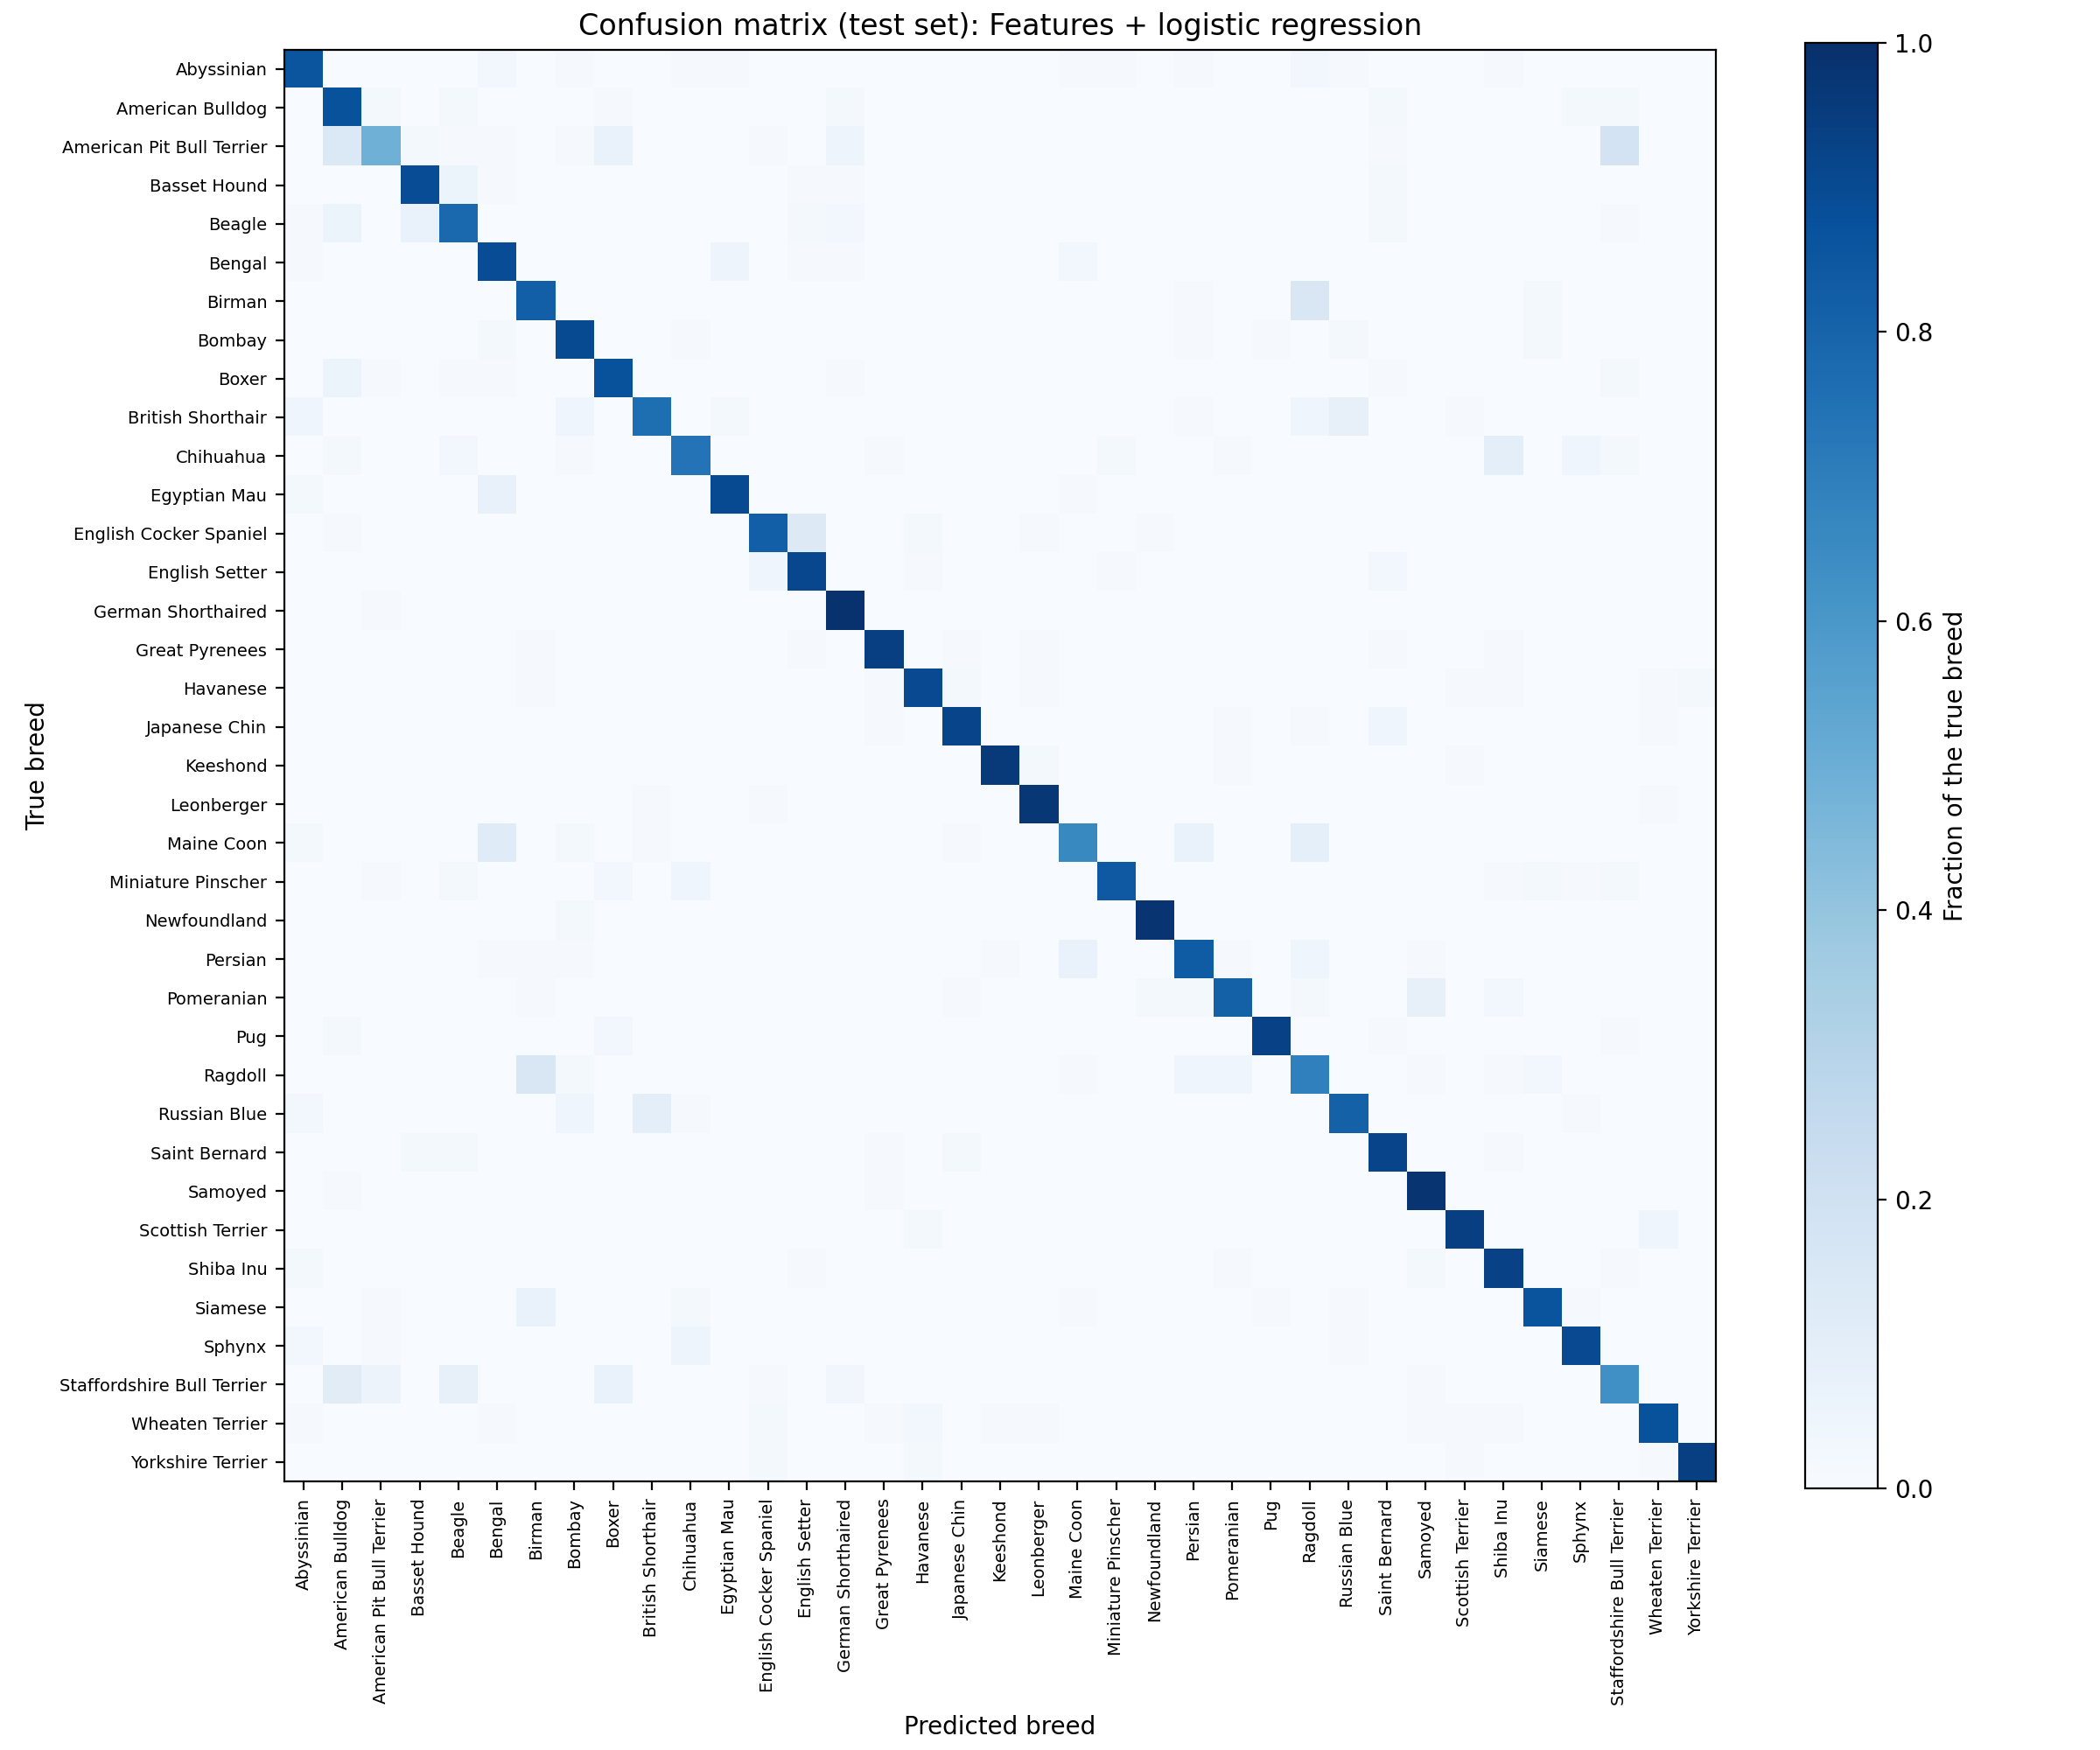 Confusion matrix (test set): Features + logistic regression
True breed
Abyssinian
American Bulldog
American Pit Bull Terrier
Basset Hound
Beagle
Bengal
Birman
Bombay
Boxer
British Shorthair
Chihuahua
Egyptian Mau
English Cocker Spaniel
English Setter
German Shorthaired
Great Pyrenees
Havanese
Japanese Chin
Keeshond
Leonberger
Maine Coon
Miniature Pinscher
Newfoundland
Persian
Pomeranian
Pug
Ragdoll
Russian Blue
Saint Bernard
Samoyed
Scottish Terrier
Shiba Inu
Siamese
Sphynx
Staffordshire Bull Terrier
Wheaten Terrier
Yorkshire Terrier
Abyssinian
American Bulldog
American Pit Bull Terrier
Basset Hound
Beagle
Bengal
Birman
Bombay
Boxer
British Shorthair
Chihuahua
Egyptian Mau
English Cocker Spaniel
English Setter
German Shorthaired
Great Pyrenees
Havanese
Japanese Chin
Keeshond
Leonberger
Maine Coon
Miniature Pinscher
Newfoundland
Persian
Pomeranian
Pug
Ragdoll
Russian Blue
Saint Bernard
Samoyed
Scottish Terrier
Shiba Inu
Siamese
Sphynx
Staffordshire Bull Terrier
Wheaten Terrier
Yorkshire Terrier
Predicted breed
1.0
0.8
0.6
0.4
0.2
0.0
Fraction of the true breed